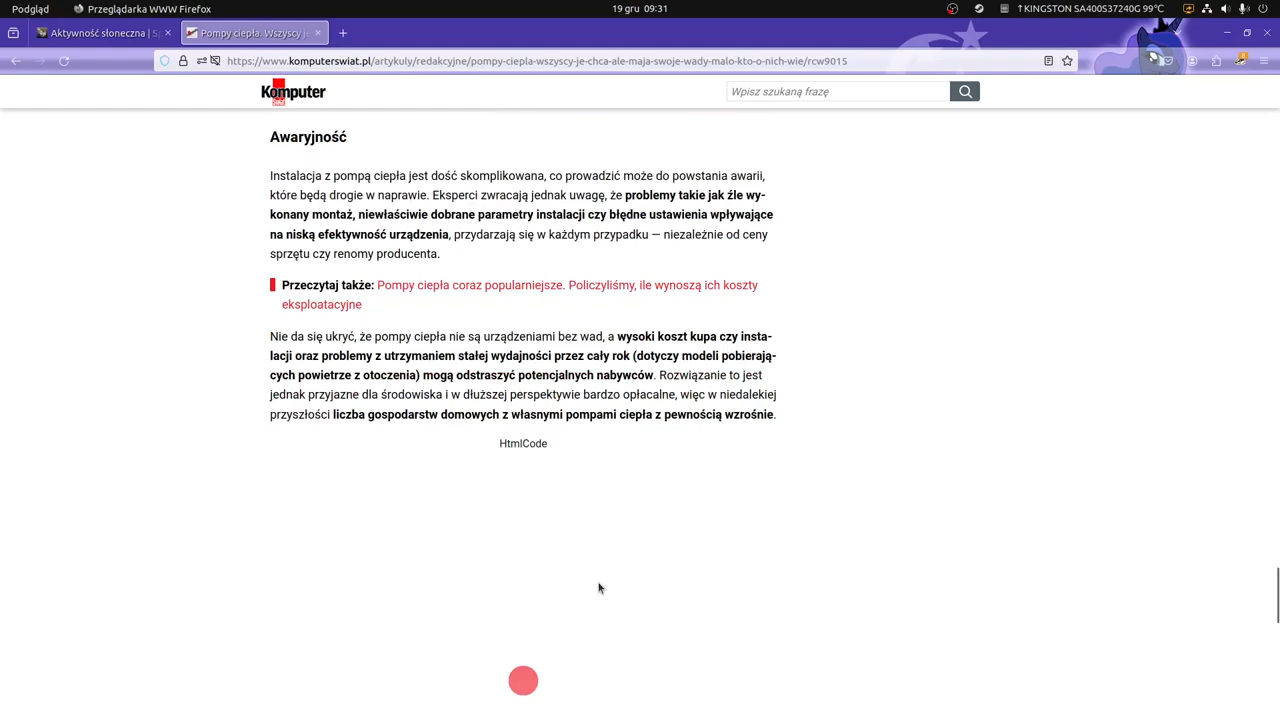 Podgląd
Przeglądarka WWW Firefox
19 gru 09:31
↑KINGSTON SA400S37240G 99℃
Aktywność słoneczna | Sp
Pompy ciepła. Wszyscy je
https://www.komputerswiat.pl/artykuly/redakcyjne/pompy-ciepla-wszyscy-je-chca-ale-maja-swoje-wady-malo-kto-o-nich-wie/rcw9015
Komputer
Wpisz szukaną frazę
Awaryjność
Instalacja z pompą ciepła jest dość skomplikowana, co prowadzić może do powstania awarii,
które będą drogie w naprawie. Eksperci zwracają jednak uwagę, że problemy takie jak źle wy-
konany montaż, niewłaściwie dobrane parametry instalacji czy błędne ustawienia wpływające
na niską efektywność urządzenia, przydarzają się w każdym przypadku — niezależnie od ceny
sprzętu czy renomy producenta.
Przeczytaj także: Pompy ciepła coraz popularniejsze. Policzyliśmy, ile wynoszą ich koszty
eksploatacyjne
Nie da się ukryć, że pompy ciepła nie są urządzeniami bez wad, a wysoki koszt kupa czy insta-
lacji oraz problemy z utrzymaniem stałej wydajności przez cały rok (dotyczy modeli pobierają-
cych powietrze z otoczenia) mogą odstraszyć potencjalnych nabywców. Rozwiązanie to jest
jednak przyjazne dla środowiska i w dłuższej perspektywie bardzo opłacalne, więc w niedalekiej
przyszłości liczba gospodarstw domowych z własnymi pompami ciepła z pewnością wzrośnie.
HtmlCode